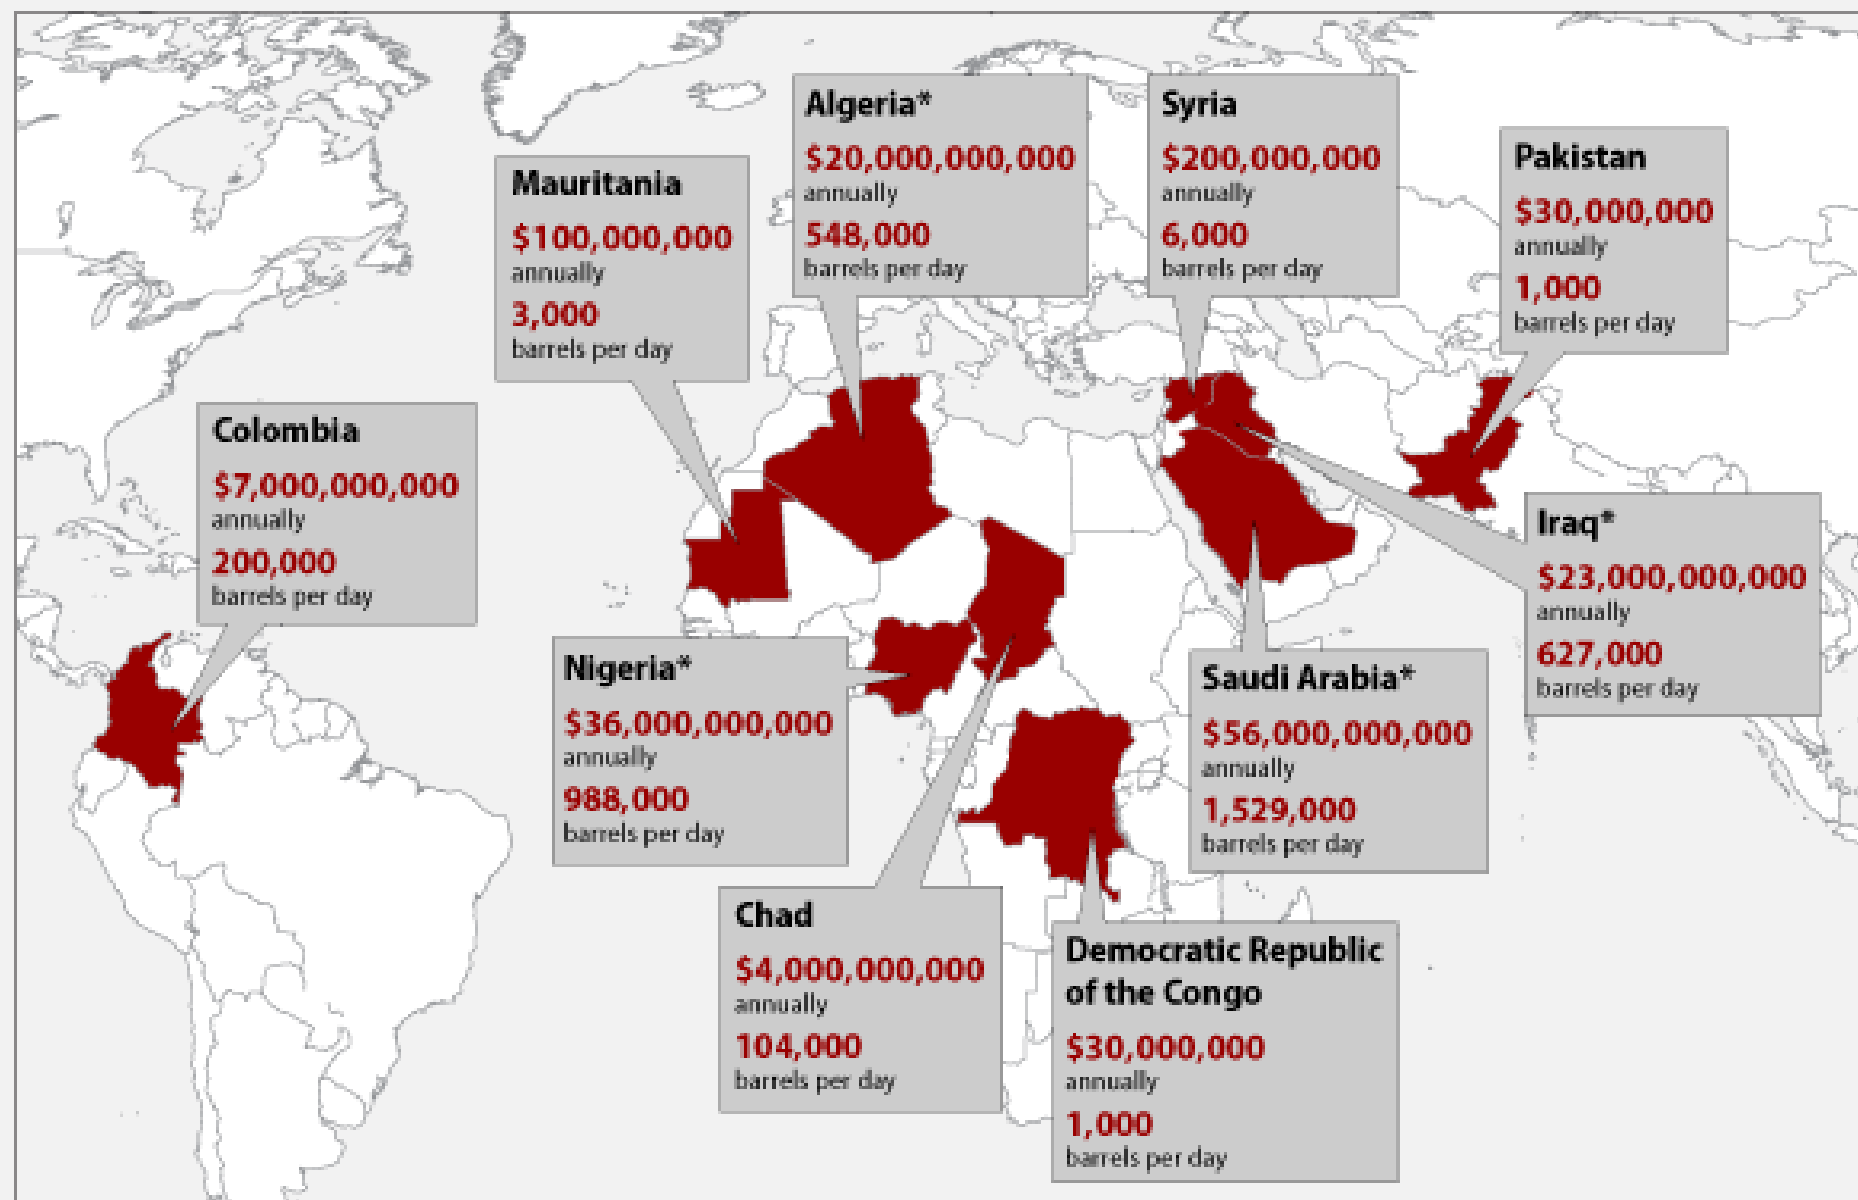 Algeria*
$20,000,000,000
annually
548,000
barrels per day
Syria
$200,000,000
annually
6,000
barrels per day
Pakistan
$30,000,000
annually
1,000
barrels per day
Mauritania
$100,000,000
annually
3,000
barrels per day
Colombia
$7,000,000,000
annually
200,000
barrels per day
Iraq*
$23,000,000,000
annually
627,000
barrels per day
Nigeria*
$36,000,000,000
annually
988,000
barrels per day
Saudi Arabia*
$56,000,000,000
annually
1,529,000
barrels per day
Chad
$4,000,000,000
annually
104,000
barrels per day
Democratic Republic
of the Congo
$30,000,000
annually
1,000
barrels per day